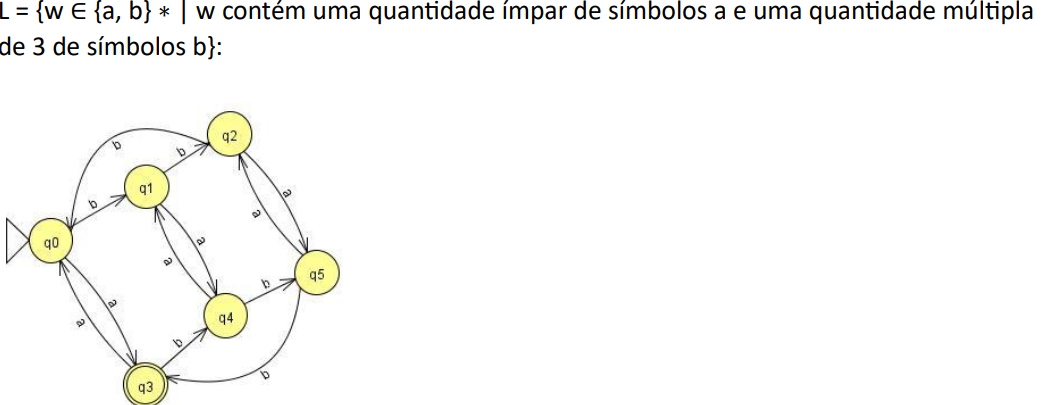 L = {w ∈ {a, b} ∗ | w contém uma quantidade ímpar de símbolos a e uma quantidade múltipla
de 3 de símbolos b}:
q2
b
b
q1
b
a
a
q0
a
a
q5
b
q4
a
a
b
b
q3